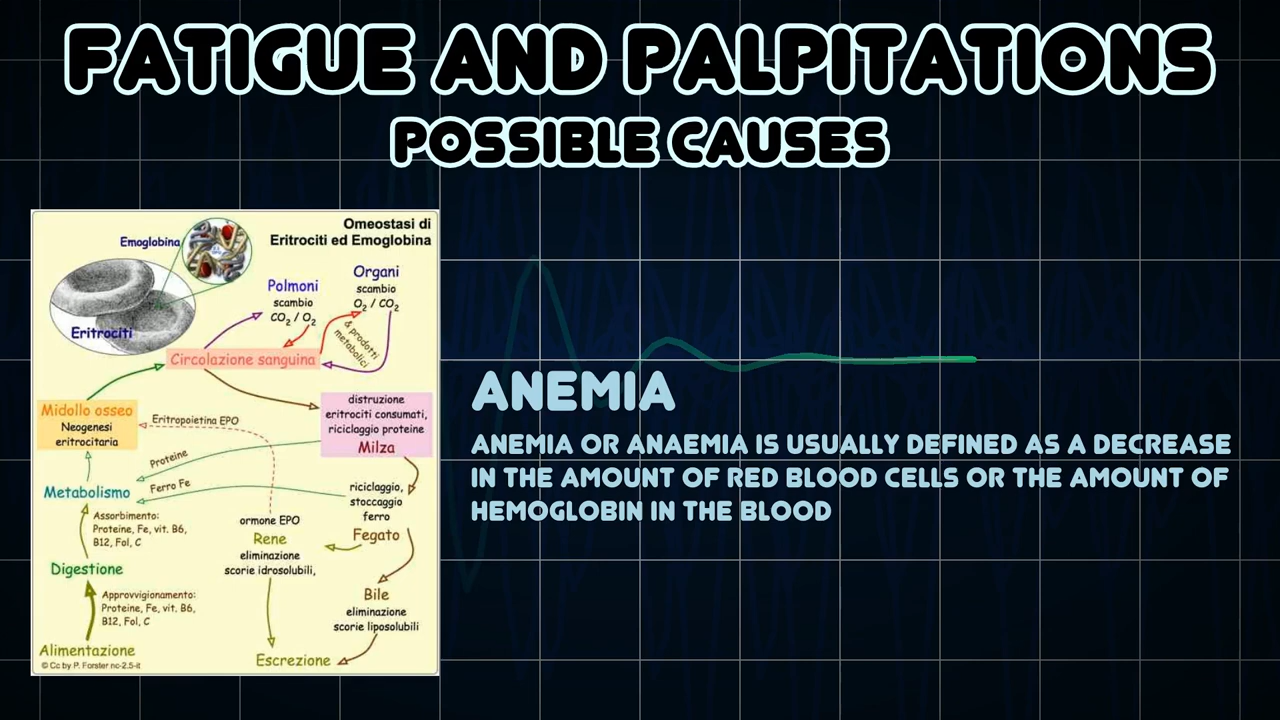 FATIGUE AND PALPITATIONS
POSSIBLE CAUSES
Omeostasi di
Eritrociti ed Emoglobina
Emoglobina
Eritrociti
Polmoni
scambio
CO2 / O2
Organi
scambio
O2 / CO2
& prodotti
metabolici
Circolazione sanguina
Midollo osseo
Neogenesi
eritrocitaria
Eritropoietina EPO
distruzione
eritrociti consumati,
riciclaggio proteine
Milza
Proteine
Ferro Fe
Metabolismo
riciclaggio,
stoccaggio
ferro
Fegato
Assorbimento:
Proteine, Fe, vit. B6,
B12, Fol, C
ormone EPO
Rene
eliminazione
scorie idrosolubili,
Digestione
Bile
eliminazione
scorie liposolubili
Approvvigionamento:
Proteine, Fe, vit. B6,
B12, Fol, C
Alimentazione
Escrezione
© Cc by P. Forster nc-2.5-it
ANEMIA
ANEMIA OR ANAEMIA IS USUALLY DEFINED AS A DECREASE
IN THE AMOUNT OF RED BLOOD CELLS OR THE AMOUNT OF
HEMOGLOBIN IN THE BLOOD